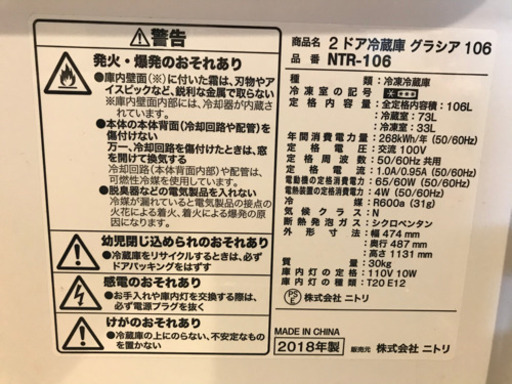 警告
発火・爆発のおそれあり
●庫内壁面(※)に付いた霜は、刃物やア
イスピックなど、鋭利な金属で取らない
※庫内壁面内部には、冷却器が内蔵さ
れています。
●本体の本体背面(冷却回路や配管)を
傷付けない
万一、冷却回路を傷付けたときは、窓
を開けて換気する
※冷却回路(本体背面内部)や配管は、
可燃性冷媒を使用しています。
●脱臭器などの電気製品を入れない
冷媒が漏れていると電気製品の接点の
火花による着火、着火による爆発の原
因になります。
幼児閉じ込められのおそれあり
●冷蔵庫をリサイクルするときは、必ず
ドアパッキングをはずす
感電のおそれあり
●お手入れや庫内灯を交換する際は、必
ず電源プラグを抜く
けがのおそれあり
●冷蔵庫の上にのらない、不安定なもの
を置かない
商品名 2ドア冷蔵庫 グラシア 106
品番 NTR-106
種類:冷凍冷蔵庫
冷凍室の記号:
定格内容積:全定格内容積:106L
:冷蔵室:73L
:冷凍室:33L
年間消費電力量:268kWh/年 (50/60Hz)
定格電圧:交流 100V
定格周波数:50/60Hz 共用
定格消費電流:1.0A/0.95A (50/60Hz)
電動機の定格消費電力:65/60W (50/60Hz)
電熱装置の定格消費電力:4W (50/60Hz)
冷媒:R600a (31g)
気候クラス:N
断熱発泡ガス:シクロペンタン
外形寸法:幅 474 mm
:奥行 487 mm
:高さ 1131 mm
質量:30kg
庫内灯の定格:110V 10W
庫内灯の種類:T20 E12
PSE 株式会社 ニトリ
MADE IN CHINA
2018年製 販売元 株式会社 ニトリ